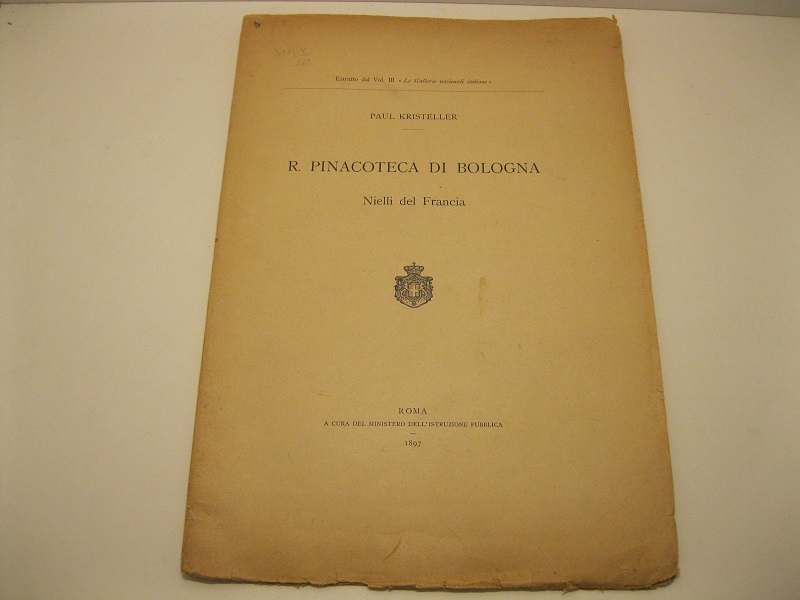 Estratto dal Vol. III « Le Gallerie nazionali italiane »
PAUL KRISTELLER
R. PINACOTECA DI BOLOGNA
Nielli del Francia
ROMA
A CURA DEL MINISTERO DELL'ISTRUZIONE PUBBLICA
1897